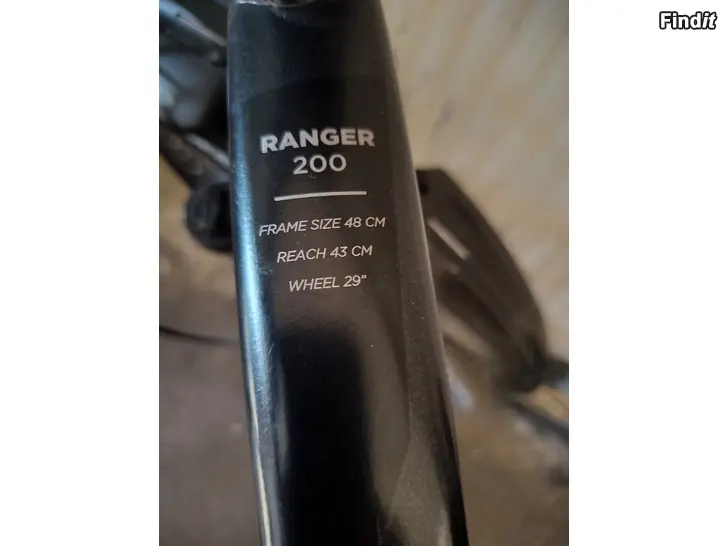 Findit
RANGER
200
FRAME SIZE 48 CM
REACH 43 CM
WHEEL 29"